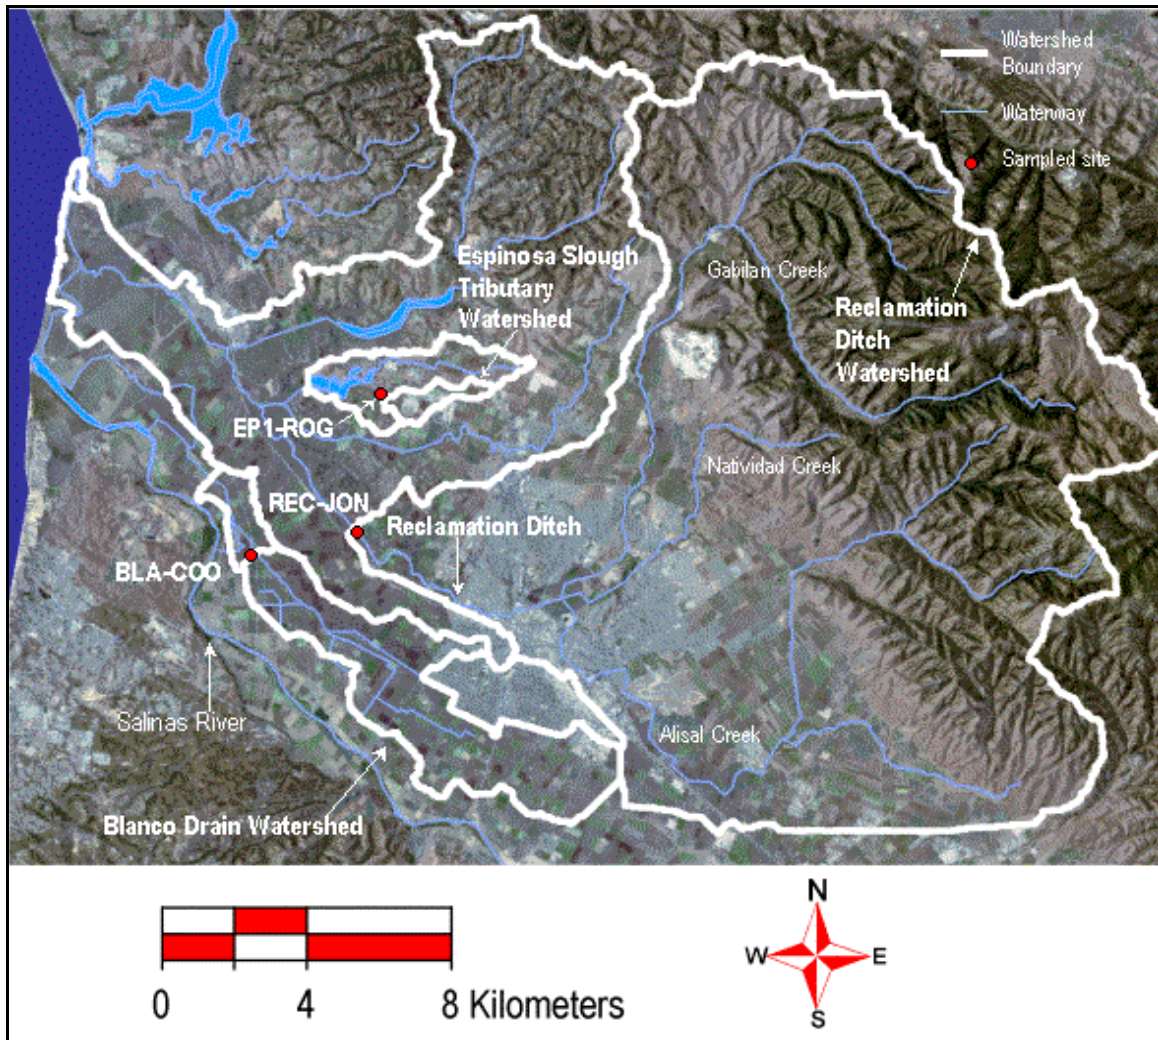 Watershed
Boundary
Waterway
Sampled site
Espinosa Slough
Tributary
Watershed
Gabilan Creek
Reclamation
Ditch
Watershed
EP1-ROG
Natividad Creek
REC-JON
Reclamation Ditch
BLA-COO
Salinas River
Alisal Creek
Blanco Drain Watershed
N
W
E
S
0
4
8 Kilometers